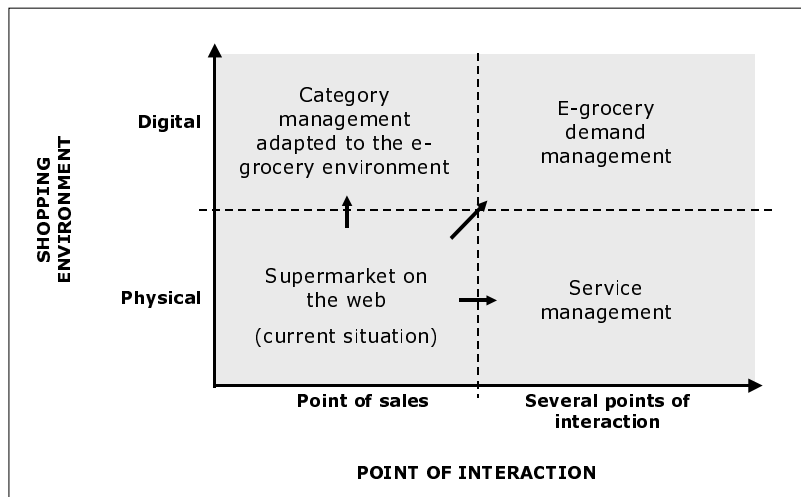 SHOPPING
ENVIRONMENT
Digital
Category
management
adapted to the e-
grocery environment
E-grocery
demand
management
Physical
Supermarket on
the web
(current situation)
Service
management
Point of sales
Several points of
interaction
POINT OF INTERACTION